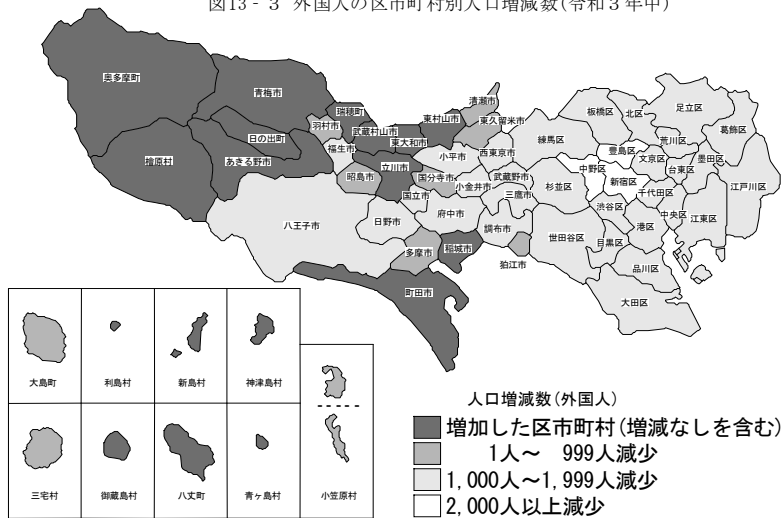 図13-3 外国人の区市町村別人口増減数(令和3年中)
奥多摩町
青梅市
瑞穂町
清瀬市
東村山市
東久留米市
羽村市
武蔵村山市
東大和市
日の出町
福生市
檜原村
あきる野市
立川市
小平市
西東京市
昭島市
国分寺市
小金井市
武蔵野市
三鷹市
国立市
八王子市
日野市
府中市
調布市
多摩市
稲城市
狛江市
町田市
板橋区
北区
足立区
練馬区
豊島区
荒川区
葛飾区
文京区
墨田区
台東区
中野区
新宿区
杉並区
千代田区
江戸川区
渋谷区
中央区
江東区
世田谷区
目黒区
港区
品川区
大田区
大島町
利島村
新島村
神津島村
三宅村
御蔵島村
八丈町
青ヶ島村
小笠原村
人口増減数(外国人)
増加した区市町村(増減なしを含む)
1人~ 999人減少
1,000人~1,999人減少
2,000人以上減少